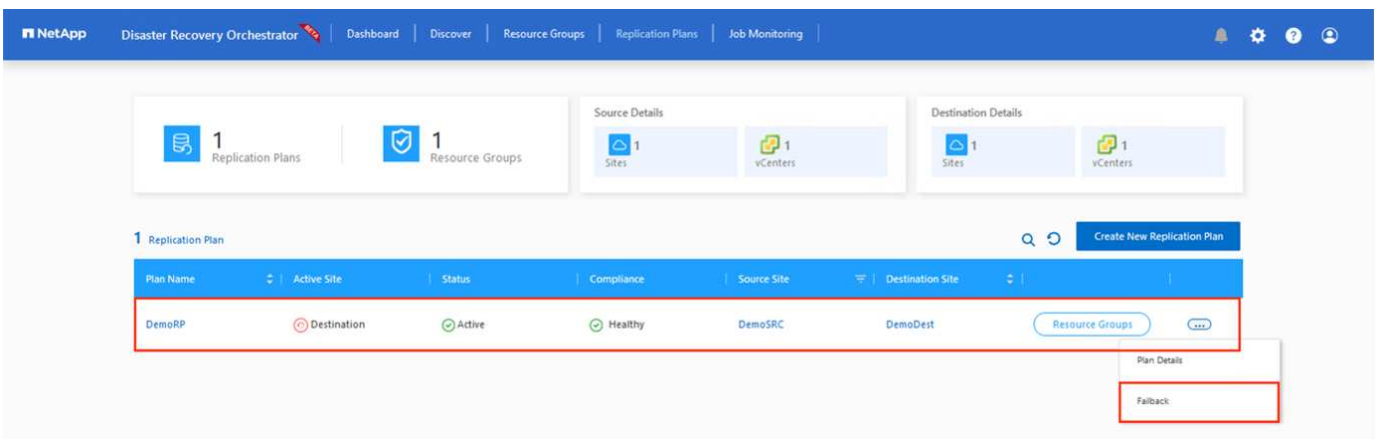 NetApp Disaster Recovery Orchestrator BETA Dashboard Discover Resource Groups Replication Plans Job Monitoring
1
Replication Plans
1
Resource Groups
Source Details
1
Sites
1
vCenters
Destination Details
1
Sites
1
vCenters
1 Replication Plan
Create New Replication Plan
Plan Name Active Site Status Compliance Source Site Destination Site
DemoRP Destination Active Healthy DemoSRC DemoDest Resource Groups ...
Plan Details
Failback